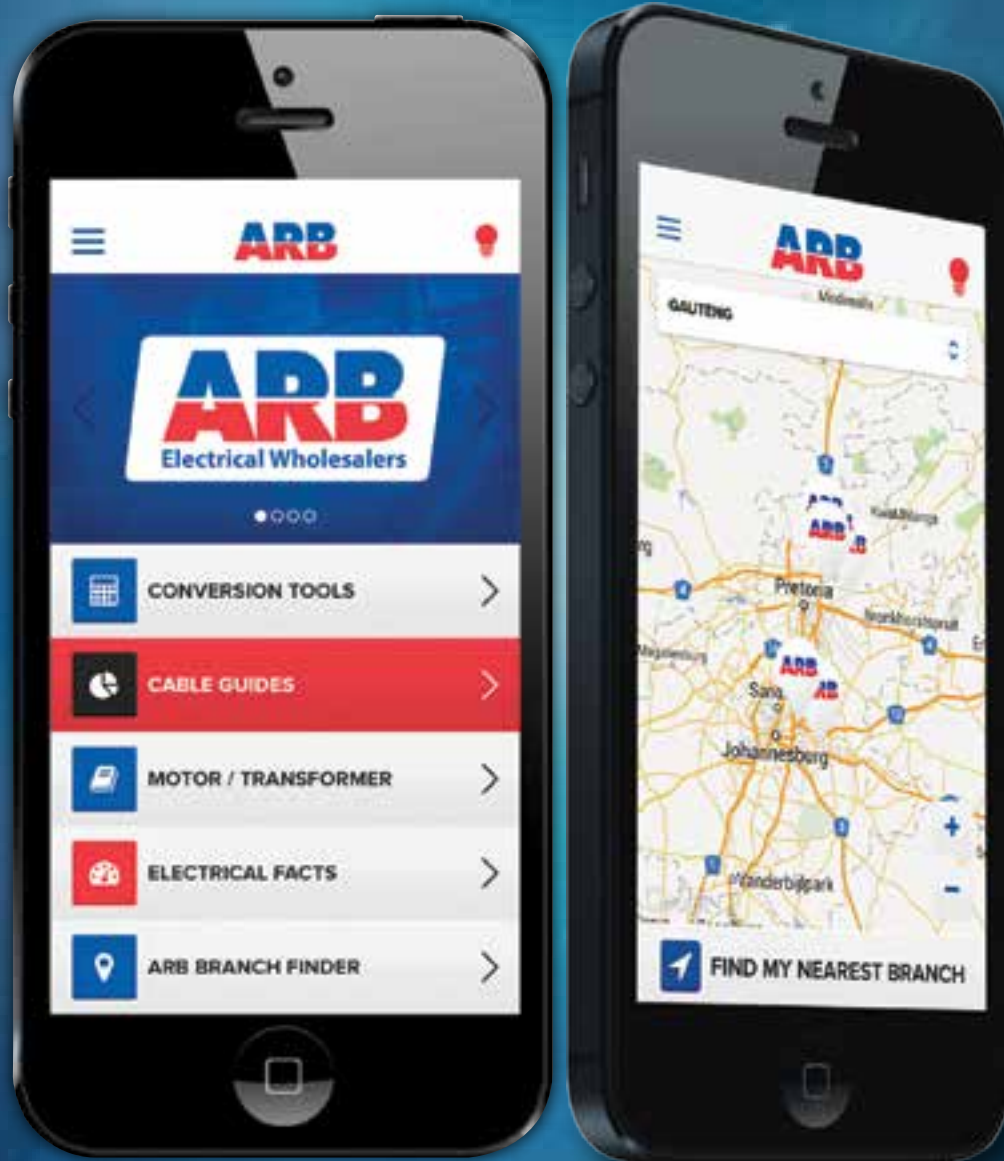 ARB
ARB
Electrical Wholesalers
CONVERSION TOOLS
CABLE GUIDES
MOTOR / TRANSFORMER
ELECTRICAL FACTS
ARB BRANCH FINDER
ARB
GAUTENG
ARB
Pretoria
ARB
Johannesburg
Vanderbijlpark
+
-
FIND MY NEAREST BRANCH